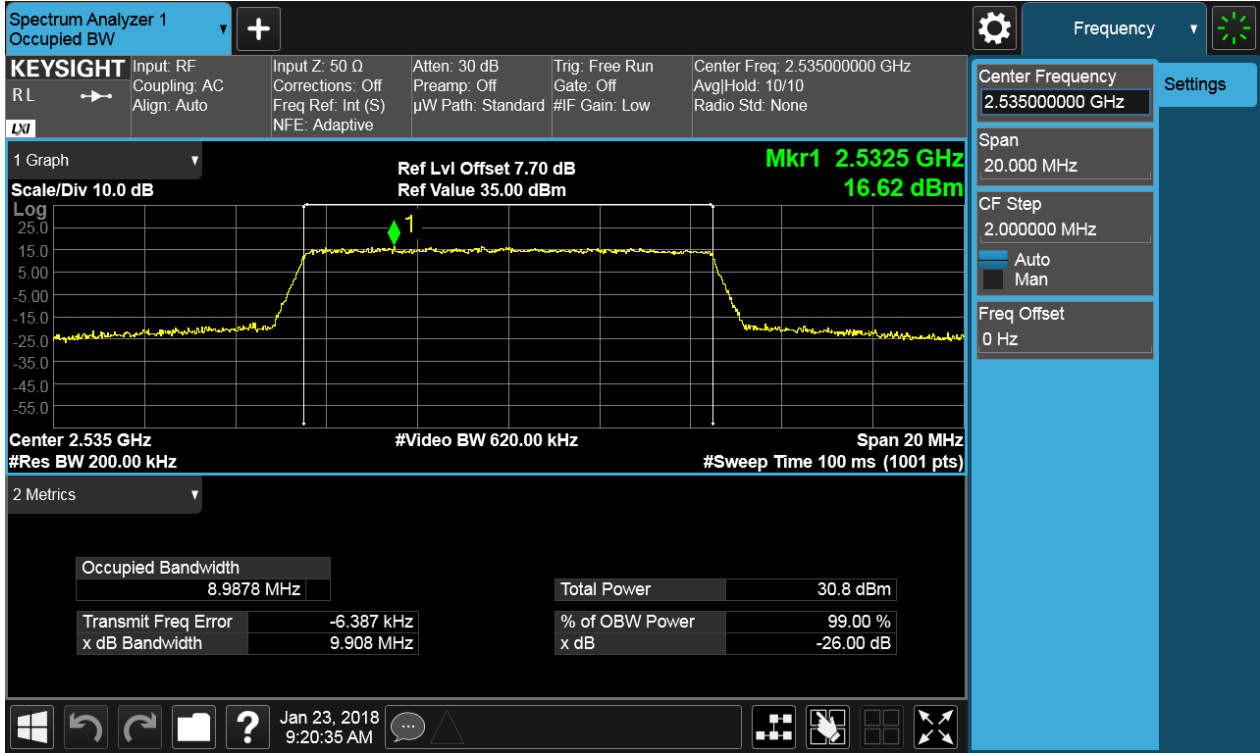 Spectrum Analyzer 1
Occupied BW
+
Frequency
KEYSIGHT
RL
LXI
Input: RF
Coupling: AC
Align: Auto
Input Z: 50 Ω
Corrections: Off
Freq Ref: Int (S)
NFE: Adaptive
Atten: 30 dB
Preamp: Off
µW Path: Standard
Trig: Free Run
Gate: Off
#IF Gain: Low
Center Freq: 2.535000000 GHz
Avg|Hold: 10/10
Radio Std: None
Center Frequency
2.535000000 GHz
Settings
Span
20.000 MHz
CF Step
2.000000 MHz
Auto
Man
Freq Offset
0 Hz
1 Graph
Ref Lvl Offset 7.70 dB
Mkr1 2.5325 GHz
Scale/Div 10.0 dB
Ref Value 35.00 dBm
16.62 dBm
Log
1
25.0
15.0
5.00
-5.00
-15.0
-25.0
-35.0
-45.0
-55.0
Center 2.535 GHz
#Video BW 620.00 kHz
Span 20 MHz
#Res BW 200.00 kHz
#Sweep Time 100 ms (1001 pts)
2 Metrics
Occupied Bandwidth
8.9878 MHz
Total Power 30.8 dBm
Transmit Freq Error -6.387 kHz
% of OBW Power 99.00 %
x dB Bandwidth 9.908 MHz
x dB -26.00 dB
?
Jan 23, 2018
9:20:35 AM